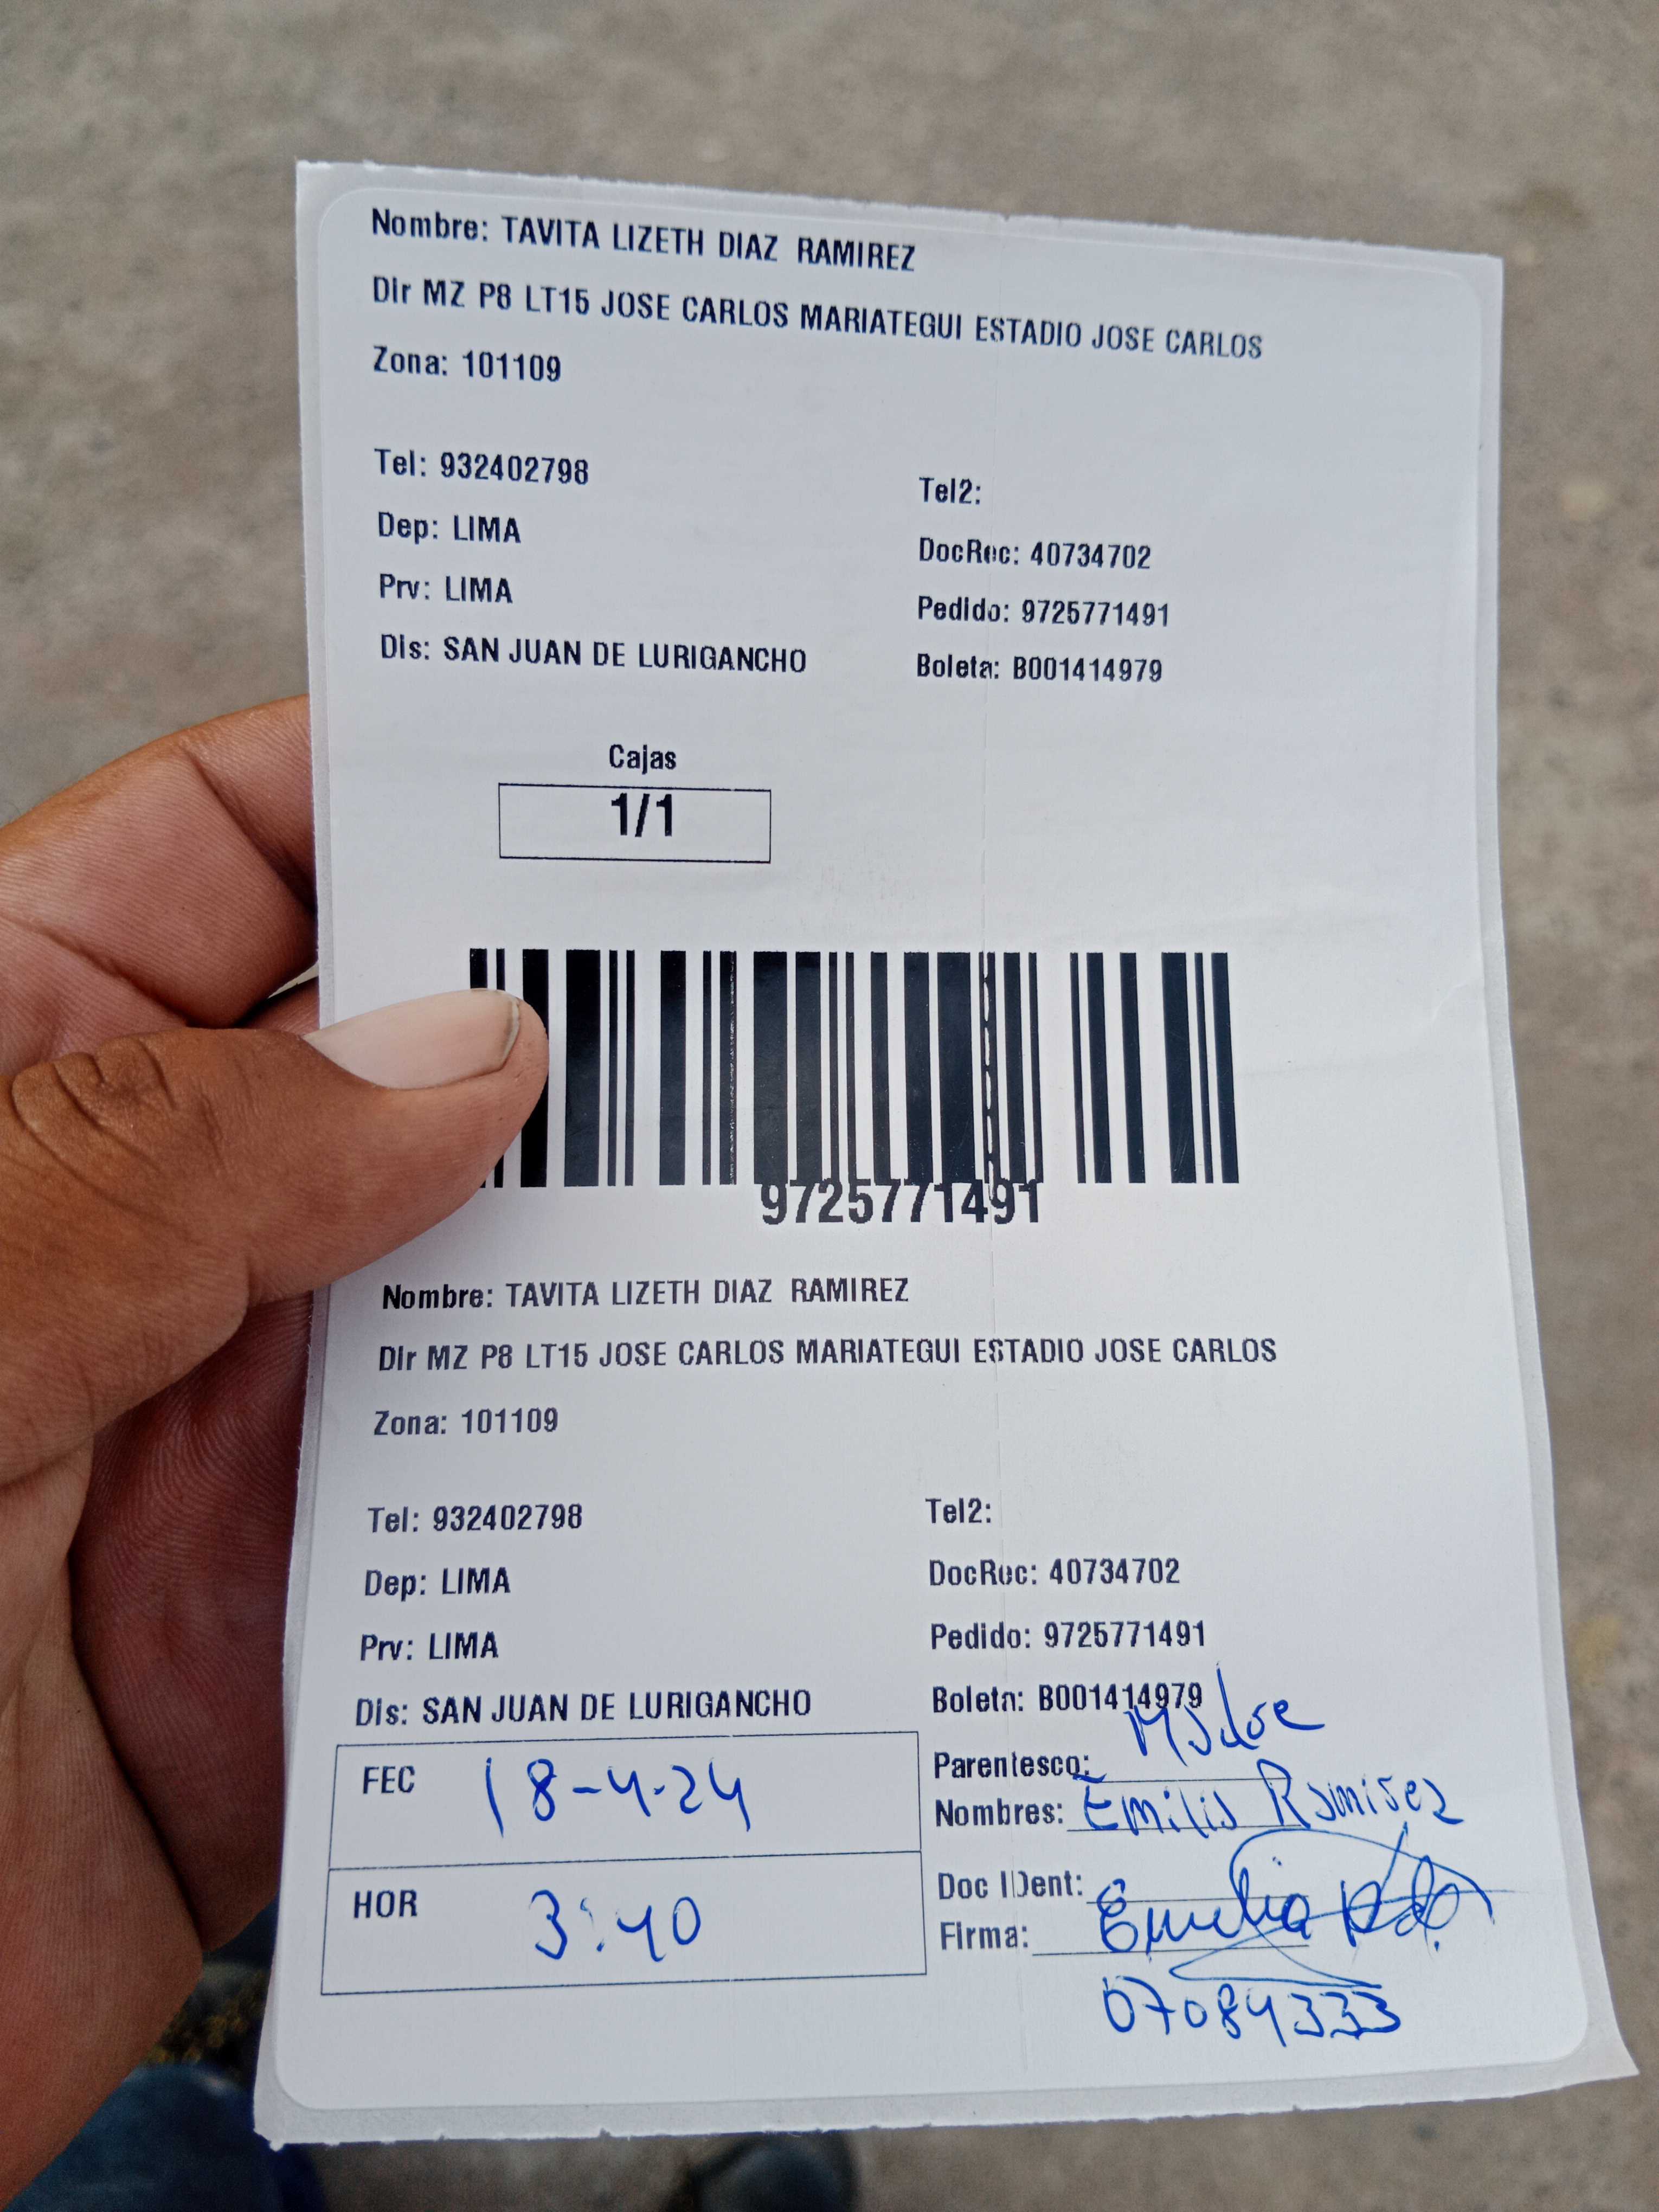 Nombre: TAVITA LIZETH DIAZ RAMIREZ
Dir MZ P8 LT15 JOSE CARLOS MARIATEGUI ESTADIO JOSE CARLOS
Zona: 101109
Tel: 932402798
Tel2:
Dep: LIMA
DocRec: 40734702
Prv: LIMA
Pedido: 9725771491
Dis: SAN JUAN DE LURIGANCHO
Boleta: B001414979
Cajas
1/1
9725771491
Nombre: TAVITA LIZETH DIAZ RAMIREZ
Dir MZ P8 LT15 JOSE CARLOS MARIATEGUI ESTADIO JOSE CARLOS
Zona: 101109
Tel: 932402798
Tel2:
Dep: LIMA
DocRec: 40734702
Prv: LIMA
Pedido: 9725771491
Dis: SAN JUAN DE LURIGANCHO
Boleta: B001414979
FEC 18-4-24
Parentesco:
Nombres: Emilia Ramirez
HOR 3:40
Doc IDent:
Firma: Emilia
07084333